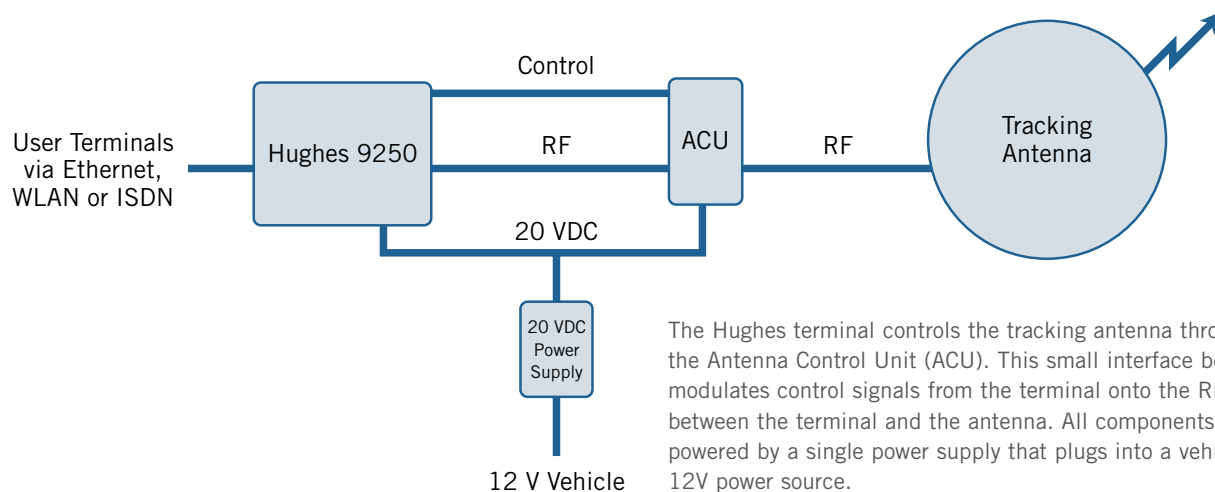 Control
User Terminals
via Ethernet,
WLAN or ISDN
Hughes 9250
RF
ACU
RF
Tracking
Antenna
20 VDC
20 VDC
Power
Supply
12 V Vehicle
The Hughes terminal controls the tracking antenna
the Antenna Control Unit (ACU). This small interface
modulates control signals from the terminal onto the
between the terminal and the antenna. All components
powered by a single power supply that plugs into a
12V power source.